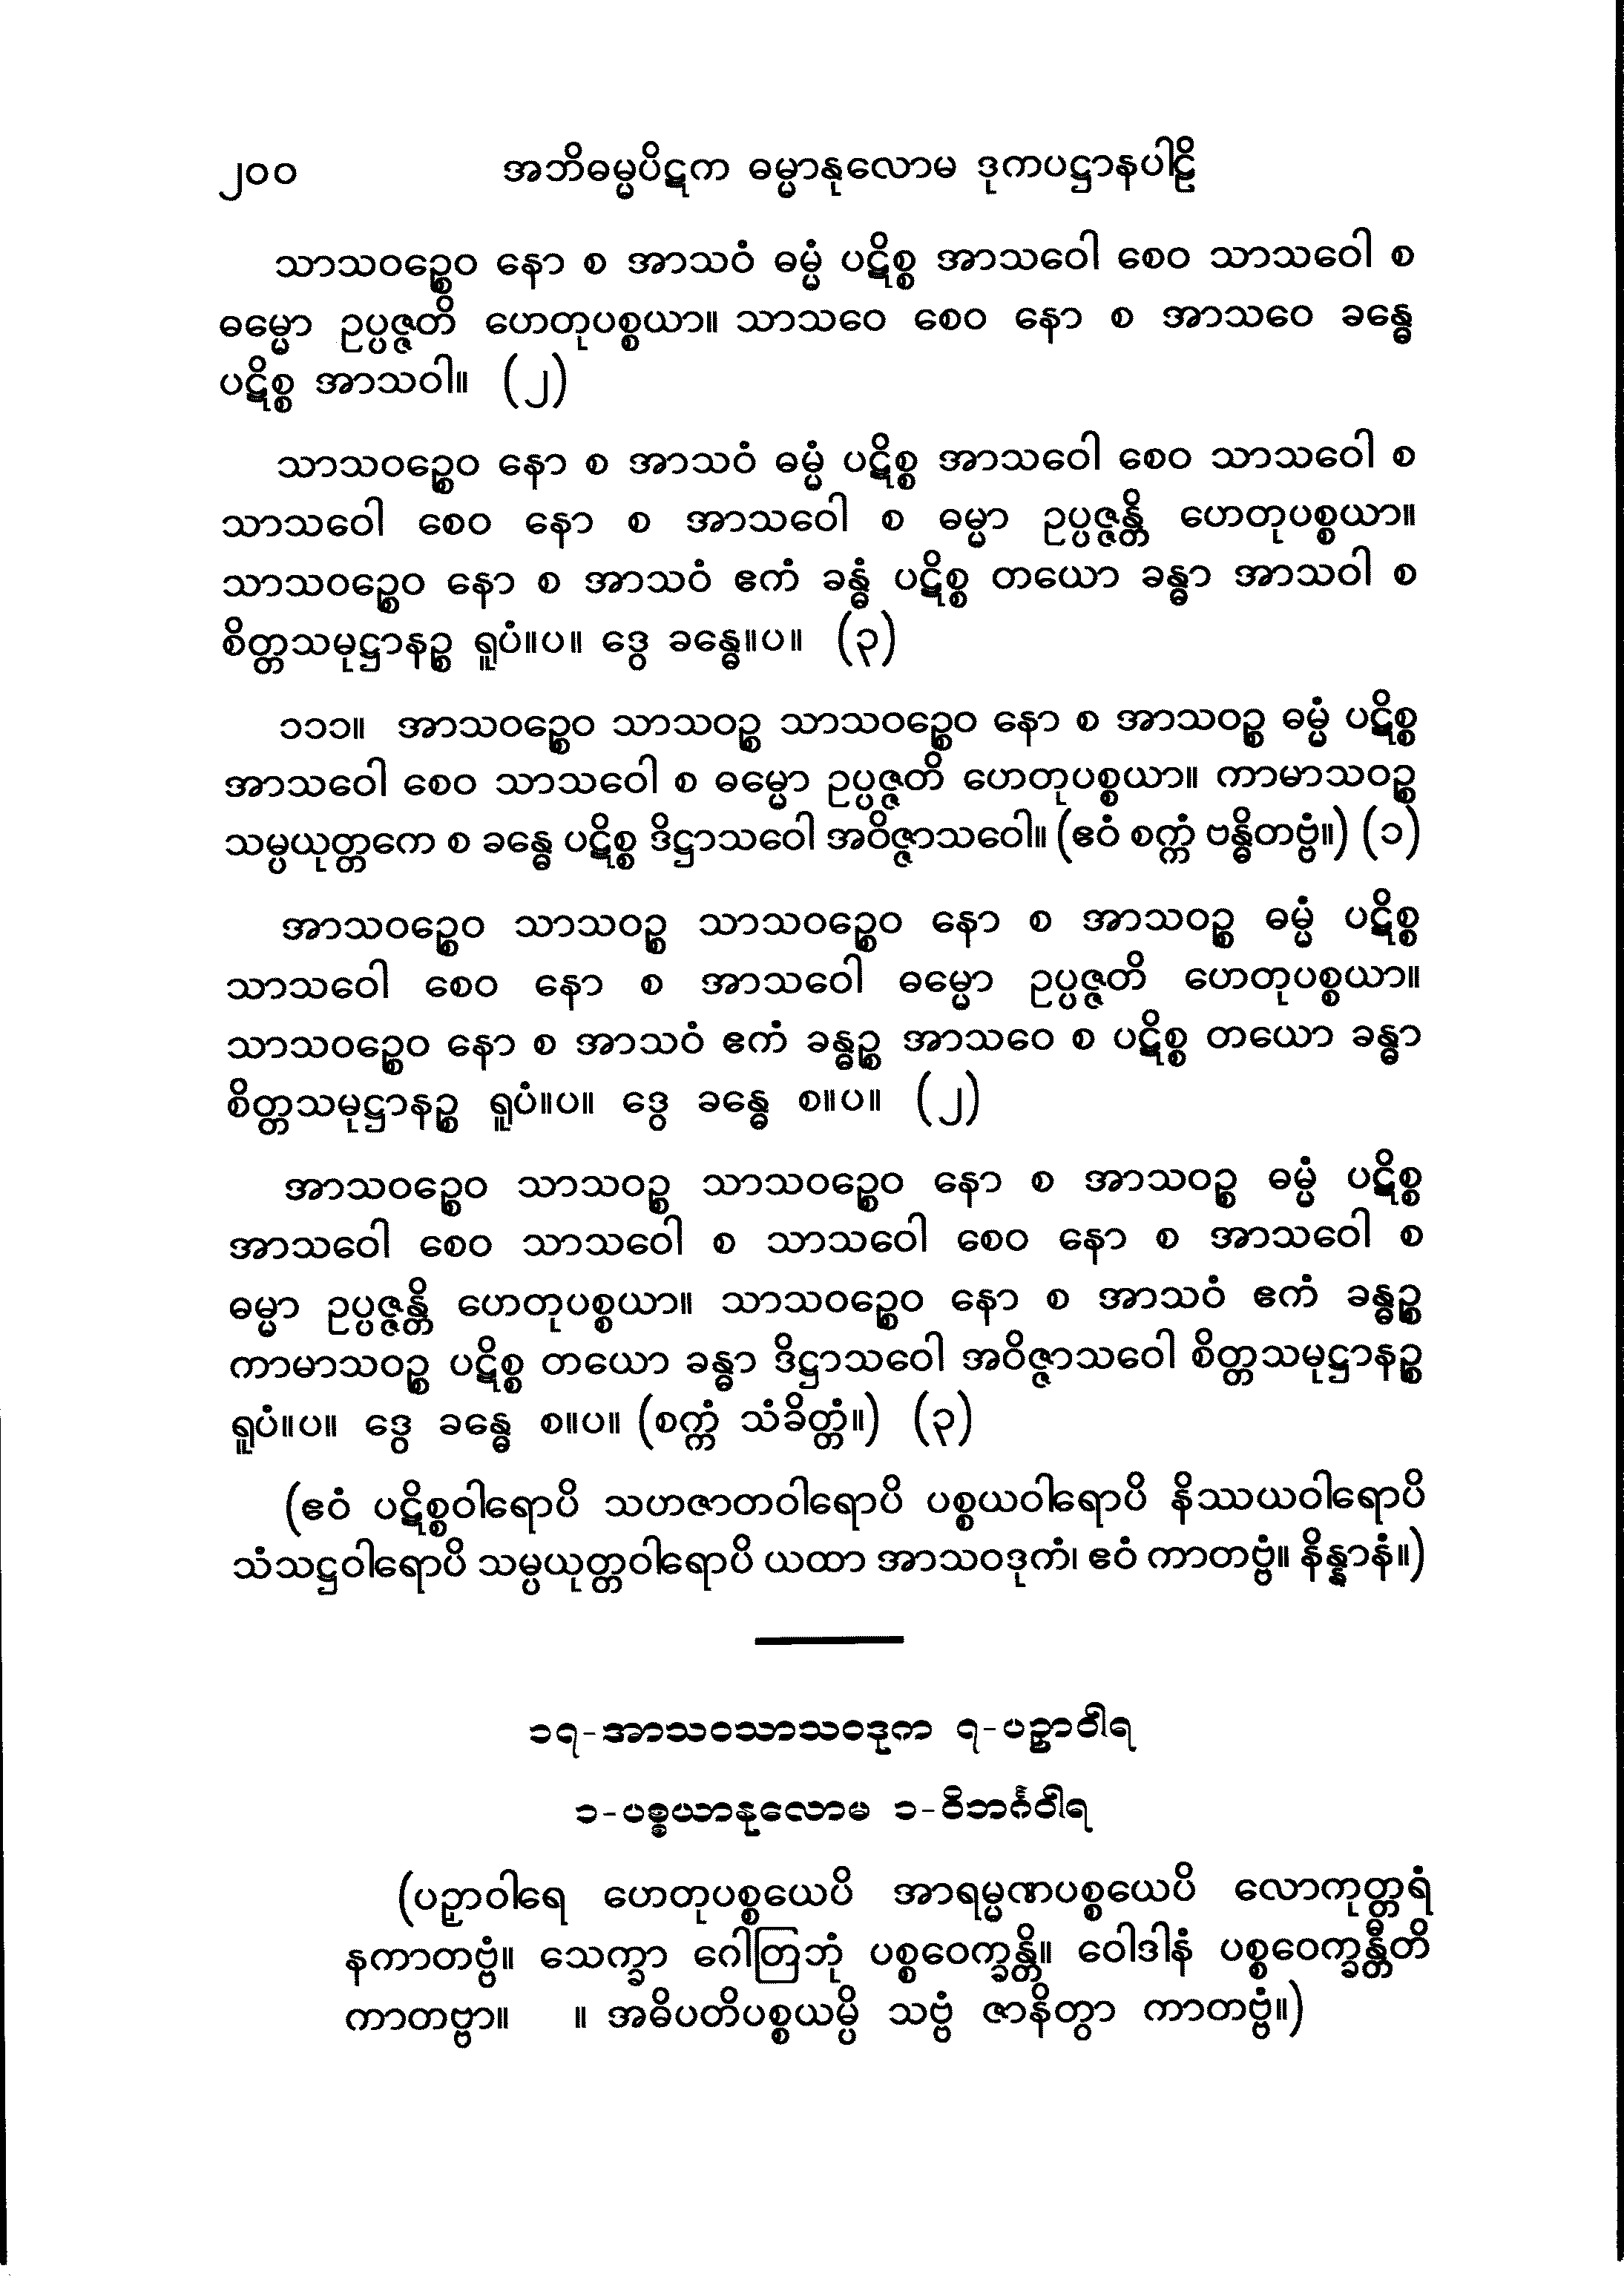 ၂၀၀ အဘိဓမ္မပိဋက ဓမ္မာနုလောမ ဒုကပဋ္ဌာနပါဠိ
သာသဝဉ္စေဝ နော စ အာသဝံ ဓမ္မံ ပဋိစ္စ အာသဝေါ စေဝ သာသဝေါ စ
ဓမ္မော ဥပ္ပဇ္ဇတိ ဟေတုပစ္စယာ။ သာသဝေ စေဝ နော စ အာသဝေ ခန္ဓေ
ပဋိစ္စ အာသဝါ။ (၂)
သာသဝဉ္စေဝ နော စ အာသဝံ ဓမ္မံ ပဋိစ္စ အာသဝေါ စေဝ သာသဝေါ စ
သာသဝေါ စေဝ နော စ အာသဝေါ စ ဓမ္မာ ဥပ္ပဇ္ဇန္တိ ဟေတုပစ္စယာ။
သာသဝဉ္စေဝ နော စ အာသဝံ ဧကံ ခန္ဓံ ပဋိစ္စ တယော ခန္ဓာ အာသဝါ စ
စိတ္တသမုဋ္ဌာနဉ္စ ရူပံ။ပ။ ဒွေ ခန္ဓေ။ပ။ (၃)
၁၁၁။ အာသဝဉ္စေဝ သာသဝဉ္စ သာသဝဉ္စေဝ နော စ အာသဝဉ္စ ဓမ္မံ ပဋိစ္စ
အာသဝေါ စေဝ သာသဝေါ စ ဓမ္မော ဥပ္ပဇ္ဇတိ ဟေတုပစ္စယာ။ ကာမာသဝဉ္စ
သမ္ပယုတ္တကေ စ ခန္ဓေ ပဋိစ္စ ဒိဋ္ဌာသဝေါ အဝိဇ္ဇာသဝေါ။ (ဧဝံ စက္ကံ ဗန္ဓိတဗ္ဗံ။) (၁)
အာသဝဉ္စေဝ သာသဝဉ္စ သာသဝဉ္စေဝ နော စ အာသဝဉ္စ ဓမ္မံ ပဋိစ္စ
သာသဝေါ စေဝ နော စ အာသဝေါ ဓမ္မော ဥပ္ပဇ္ဇတိ ဟေတုပစ္စယာ။
သာသဝဉ္စေဝ နော စ အာသဝံ ဧကံ ခန္ဓဉ္စ အာသဝေ စ ပဋိစ္စ တယော ခန္ဓာ
စိတ္တသမုဋ္ဌာနဉ္စ ရူပံ။ပ။ ဒွေ ခန္ဓေ စ။ပ။ (၂)
အာသဝဉ္စေဝ သာသဝဉ္စ သာသဝဉ္စေဝ နော စ အာသဝဉ္စ ဓမ္မံ ပဋိစ္စ
အာသဝေါ စေဝ သာသဝေါ စ သာသဝေါ စေဝ နော စ အာသဝေါ စ
ဓမ္မာ ဥပ္ပဇ္ဇန္တိ ဟေတုပစ္စယာ။ သာသဝဉ္စေဝ နော စ အာသဝံ ဧကံ ခန္ဓဉ္စ
ကာမာသဝဉ္စ ပဋိစ္စ တယော ခန္ဓာ ဒိဋ္ဌာသဝေါ အဝိဇ္ဇာသဝေါ စိတ္တသမုဋ္ဌာနဉ္စ
ရူပံ။ပ။ ဒွေ ခန္ဓေ စ။ပ။ (စက္ကံ သံခိတ္တံ။) (၃)
(ဧဝံ ပဋိစ္စဝါရောပိ သဟဇာတဝါရောပိ ပစ္စယဝါရောပိ နိဿယဝါရောပိ
သံသဋ္ဌဝါရောပိ သမ္ပယုတ္တဝါရောပိ ယထာ အာသဝဒုကံ၊ ဧဝံ ကာတဗ္ဗံ။ နိန္နာနံ။)
၁၇-အာသဝသာသဝဒုက ၇-ပဉှာဝါရ
၁-ပစ္စယာနုလောမ ၁-ဝိဘင်္ဂဝါရ
(ပဉှာဝါရေ ဟေတုပစ္စယေပိ အာရမ္မဏပစ္စယေပိ လောကုတ္တရံ
နကာတဗ္ဗံ။ သေက္ခာ ဂေါတြဘုံ ပစ္စဝေက္ခန္တိ။ ဝေါဒါနံ ပစ္စဝေက္ခန္တီတိ
ကာတဗ္ဗာ။ ။ အဓိပတိပစ္စယမ္ပိ သဗ္ဗံ ဇာနိတွာ ကာတဗ္ဗံ။)